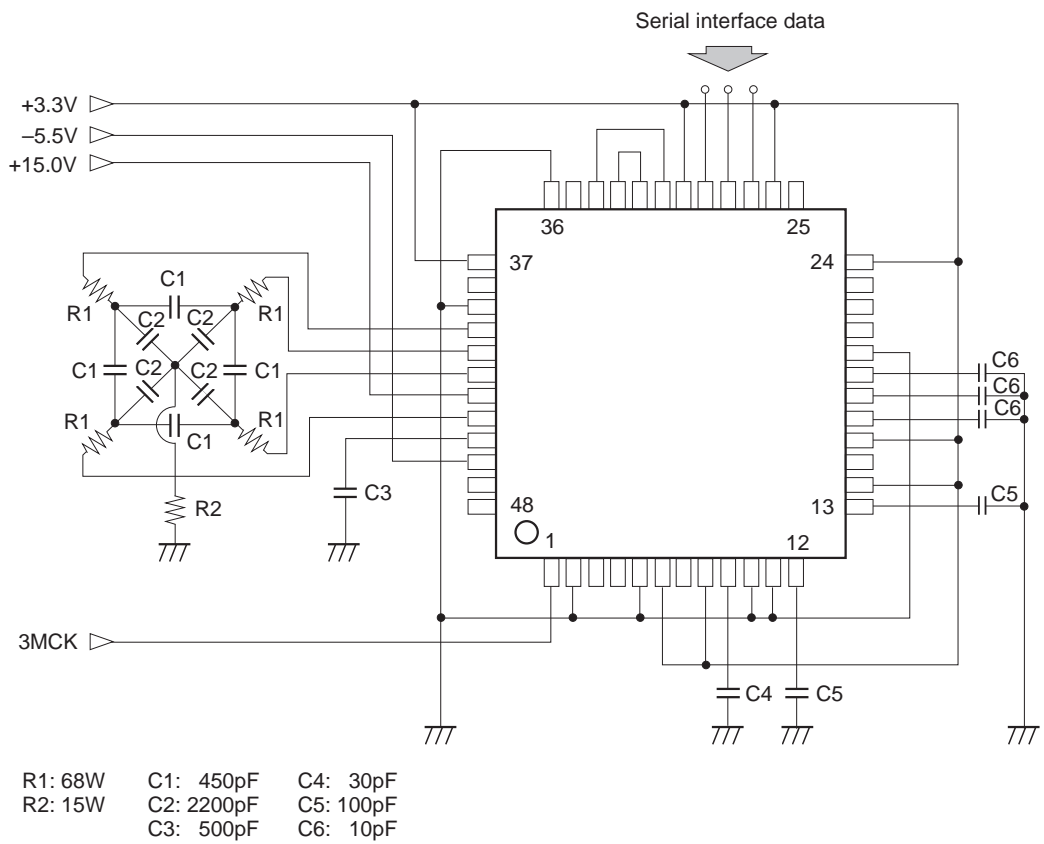 Serial interface data
+3.3V
–5.5V
+15.0V
36
25
37
24
C1
R1
C2
C2
R1
C1
C2
C2
C1
R1
C1
R1
R2
C3
C6
C6
C6
C5
48
1
12
13
3MCK
C4
C5
R1: 68W C1: 450pF C4: 30pF
R2: 15W C2: 2200pF C5: 100pF
C3: 500pF C6: 10pF